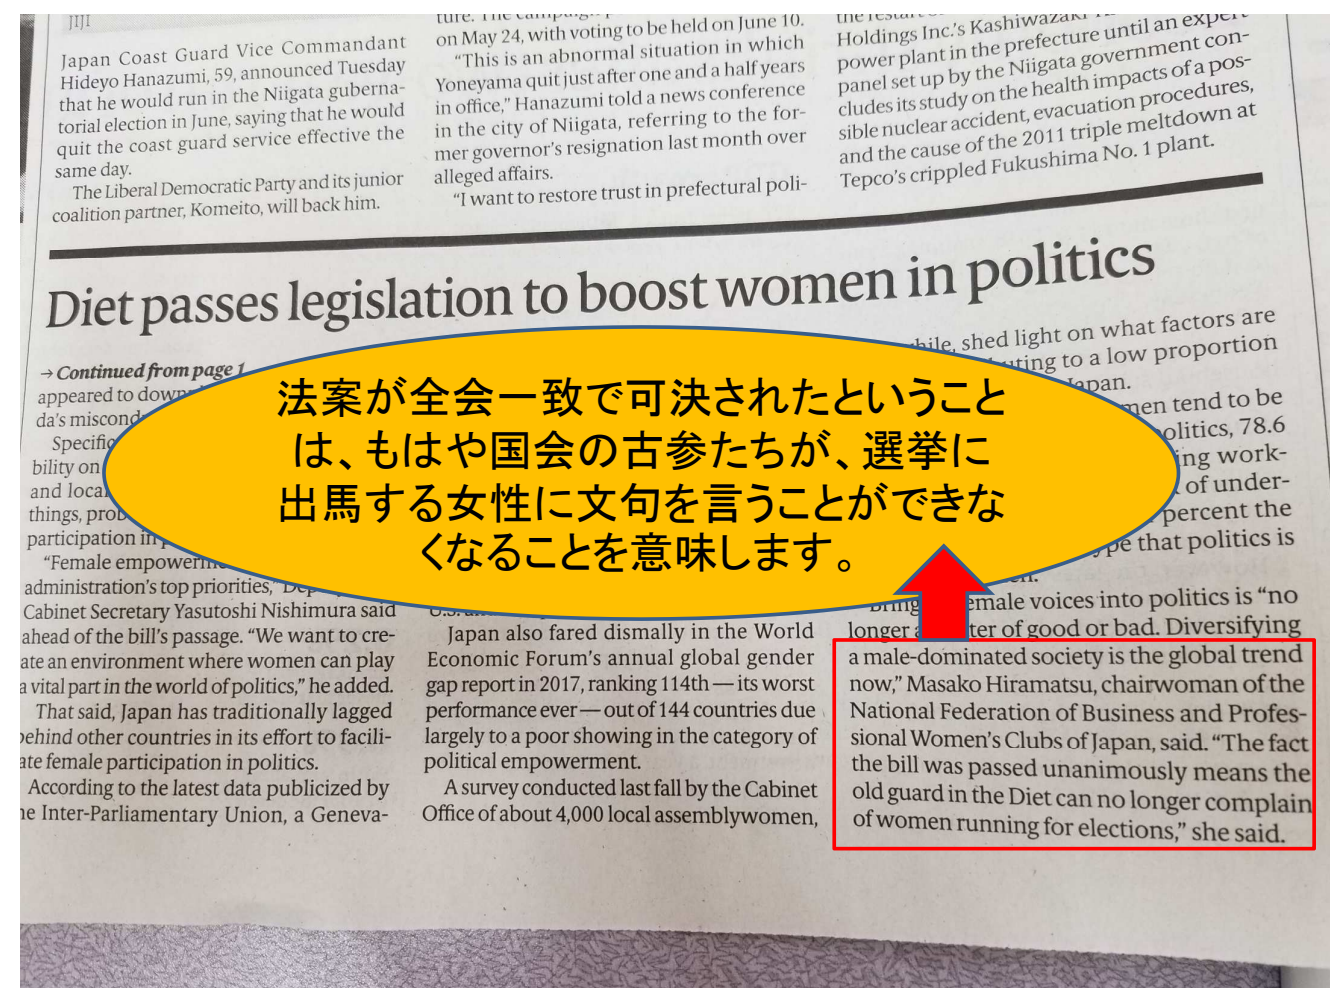 JIJI
Japan Coast Guard Vice Commandant
Hideyo Hanazumi, 59, announced Tuesday
that he would run in the Niigata guberna-
torial election in June, saying that he would
quit the coast guard service effective the
same day.
The Liberal Democratic Party and its junior
coalition partner, Komeito, will back him.
on May 24, with voting to be held on June 10.
“This is an abnormal situation in which
Yoneyama quit just after one and a half years
in office,” Hanazumi told a news conference
in the city of Niigata, referring to the for-
mer governor’s resignation last month over
alleged affairs.
“I want to restore trust in prefectural poli-
Holdings Inc.’s
power plant in the prefecture until an expert
panel set up by the Niigata government con-
cludes its study on the health impacts of a pos-
sible nuclear accident, evacuation procedures,
and the cause of the 2011 triple meltdown at
Tepco’s crippled Fukushima No. 1 plant.
Diet passes legislation to boost women in politics
→ Continued from page 1
appeared to
da’s
bility on
and
things,
participation in
“Female
administration’s top priorities,”
Cabinet Secretary Yasutoshi Nishimura said
ahead of the bill’s passage. “We want to cre-
ate an environment where women can play
a vital part in the world of politics,” he added.
That said, Japan has traditionally lagged
behind other countries in its effort to facili-
ate female participation in politics.
According to the latest data publicized by
he Inter-Parliamentary Union, a Geneva-
法案が全会一致で可決されたということ
は、もはや国会の古参たちが、選挙に
出馬する女性に文句を言うことができな
くなることを意味します。
Japan also fared dismally in the World
Economic Forum’s annual global gender
gap report in 2017, ranking 114th — its worst
performance ever — out of 144 countries due
largely to a poor showing in the category of
political empowerment.
A survey conducted last fall by the Cabinet
Office of about 4,000 local assemblywomen,
shed light on what factors are
to a low proportion
Japan.
tend to be
politics, 78.6
work-
of under-
percent the
that politics is
voices into politics is “no
longer a of good or bad. Diversifying
a male-dominated society is the global trend
now,” Masako Hiramatsu, chairwoman of the
National Federation of Business and Profes-
sional Women’s Clubs of Japan, said. “The fact
the bill was passed unanimously means the
old guard in the Diet can no longer complain
of women running for elections,” she said.